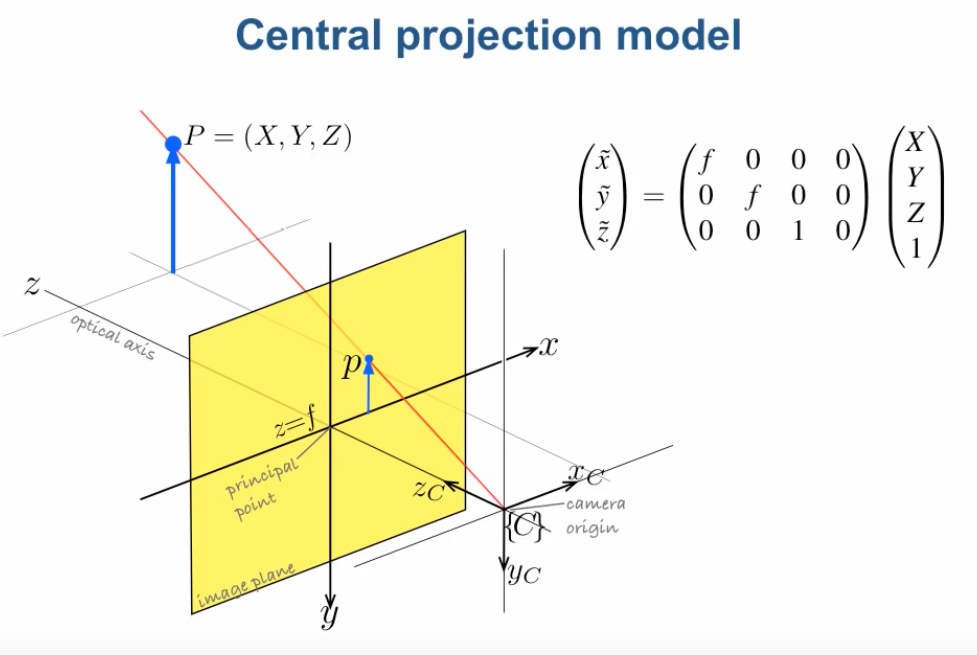 Central projection model
P = (X, Y, Z)
(x̃ ỹ z̃) = (f 0 0 0 / 0 f 0 0 / 0 0 1 0) (X Y Z 1)
z
optical axis
x
p
z=f
principal
point
z_C
x_C
camera
origin
{C}
y_C
image plane
y